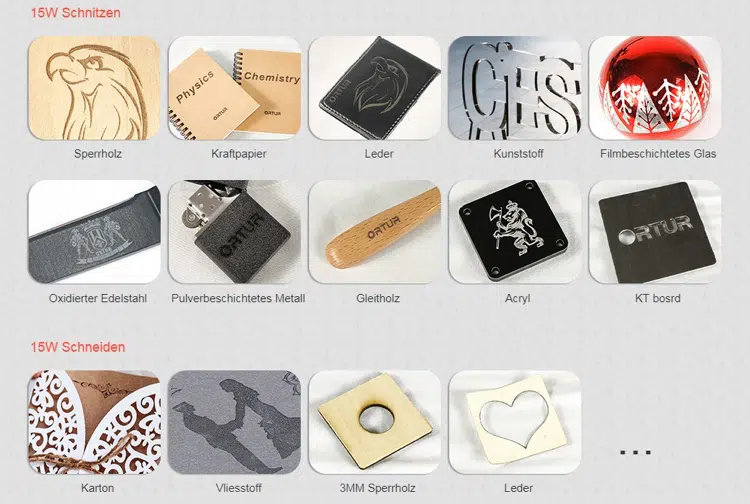 15W Schnitzen
Physics
ORTUR
Chemistry
ORTUR
Sperrholz
Kraftpapier
Leder
Kunststoff
Filmbeschichtetes Glas
ORTUR
ORTUR
ORTUR
Oxidierter Edelstahl
Pulverbeschichtetes Metall
Gleitholz
Acryl
KT bosrd
15W Schneiden
Karton
Vliesstoff
3MM Sperrholz
Leder
...